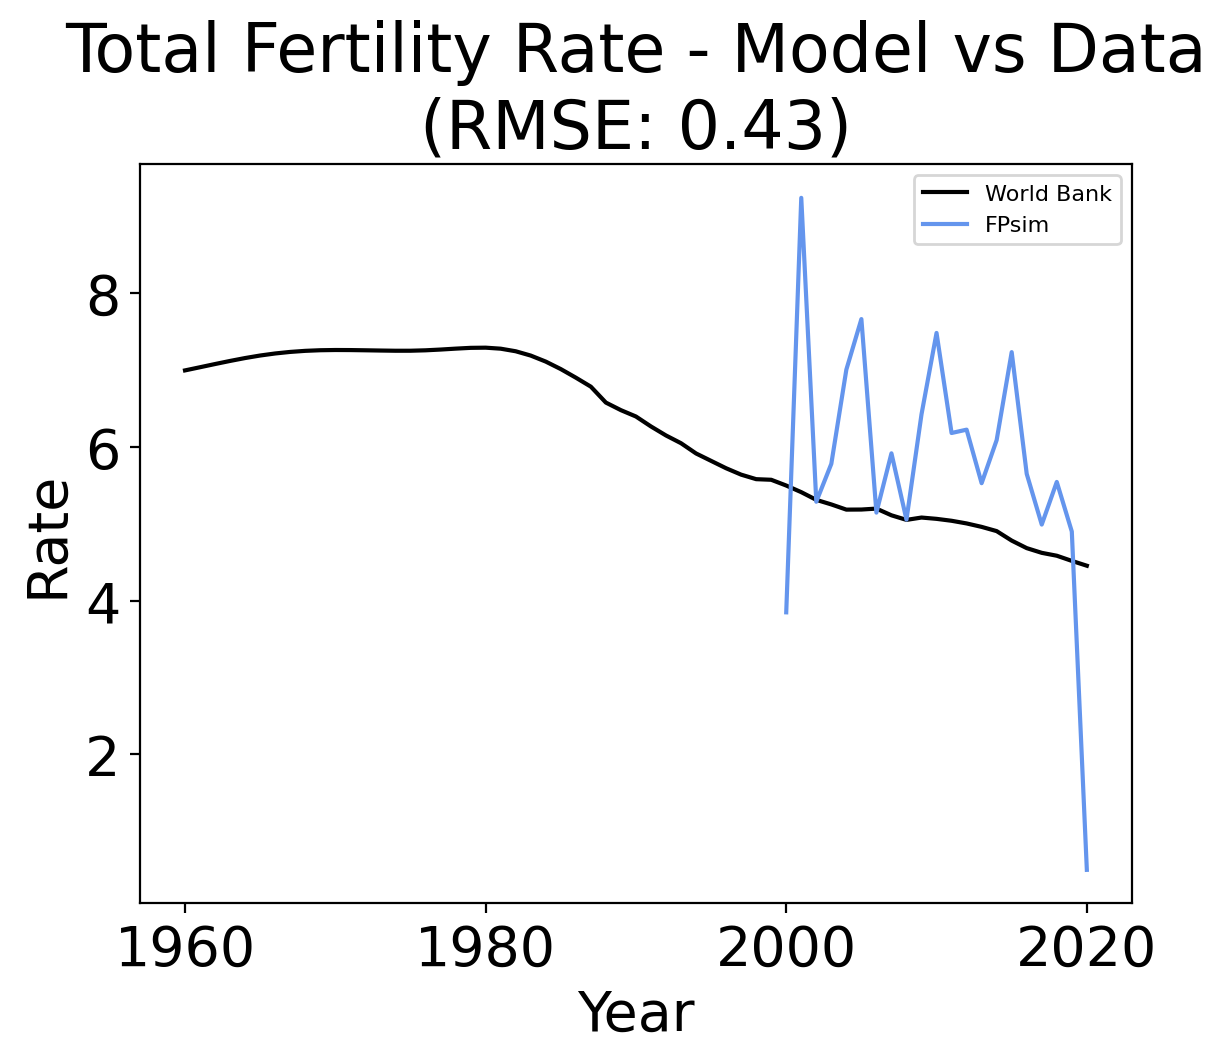 Total Fertility Rate - Model vs Data
(RMSE: 0.43)
World Bank
FPsim
8
6
4
2
Rate
1960 1980 2000 2020
Year